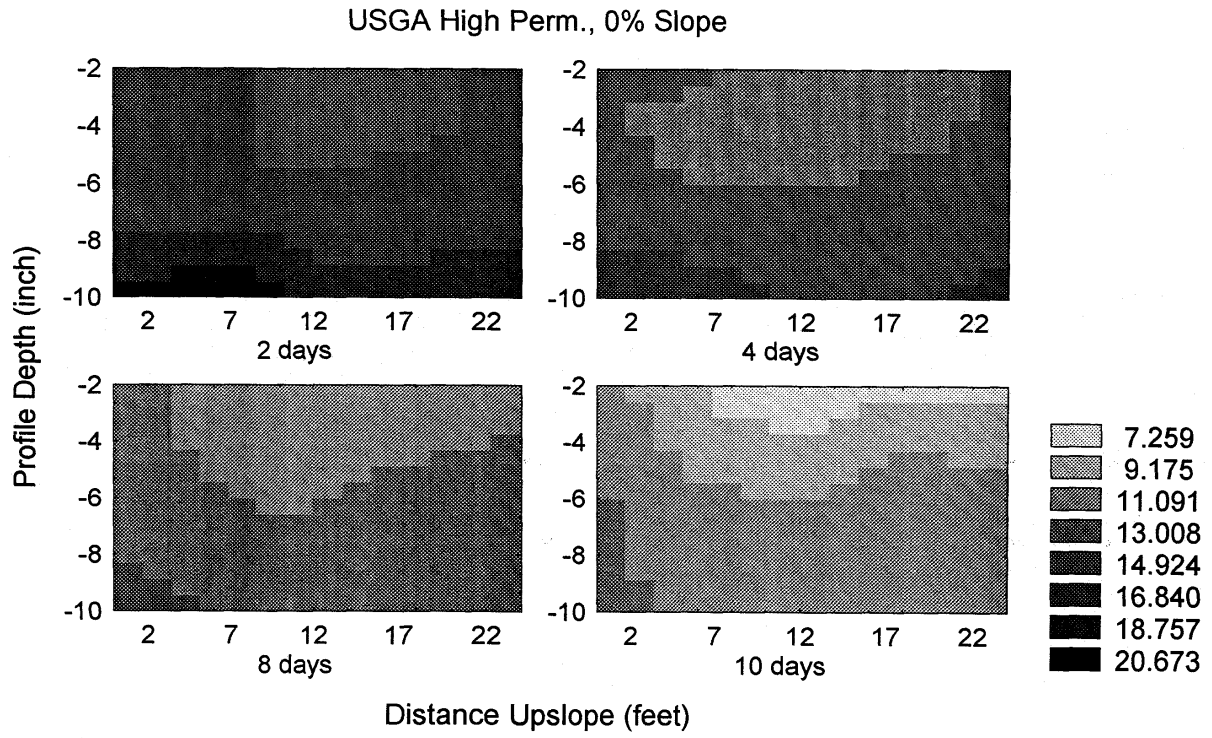 USGA High Perm., 0% Slope
Profile Depth (inch)
-2
-4
-6
-8
-10
2 7 12 17 22
2 days
-2
-4
-6
-8
-10
2 7 12 17 22
4 days
-2
-4
-6
-8
-10
2 7 12 17 22
8 days
-2
-4
-6
-8
-10
2 7 12 17 22
10 days
7.259
9.175
11.091
13.008
14.924
16.840
18.757
20.673
Distance Upslope (feet)